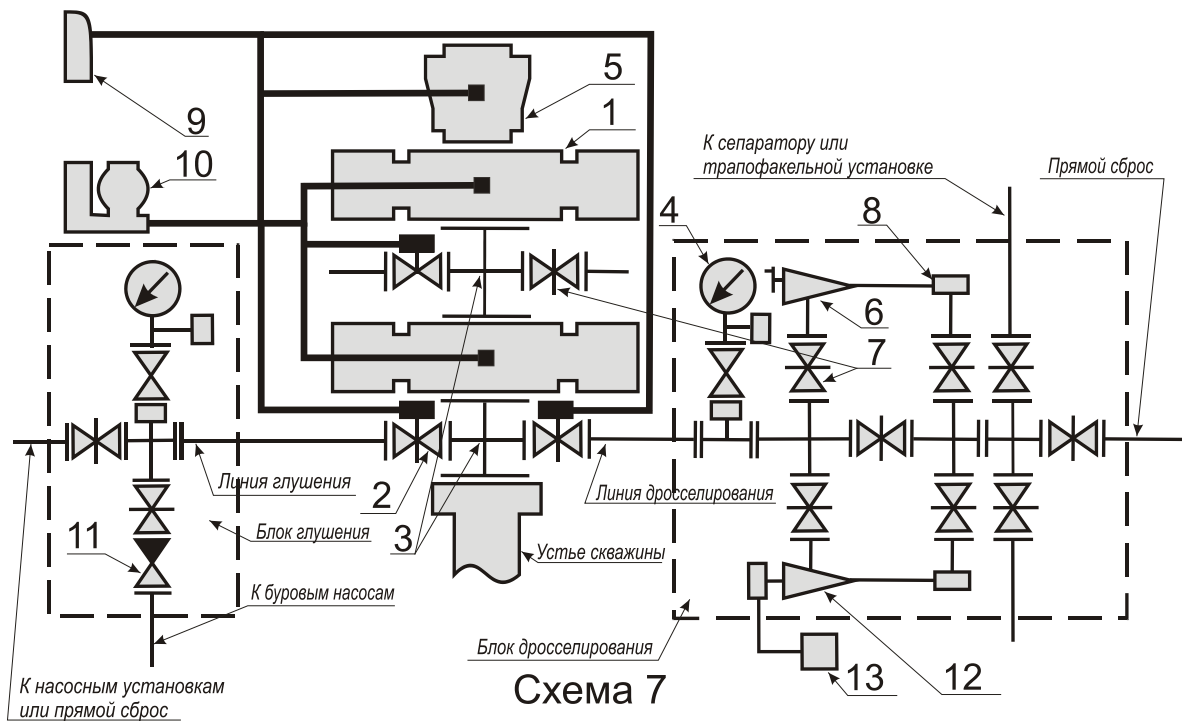 5
1
9
10
К сепаратору или
трапофакельной установке
Прямой сброс
4
8
6
7
Линия глушения
2
Линия дросселирования
3
11
Блок глушения
Устье скважины
К буровым насосам
Блок дросселирования
13
12
К насосным установкам
или прямой сброс
Схема 7